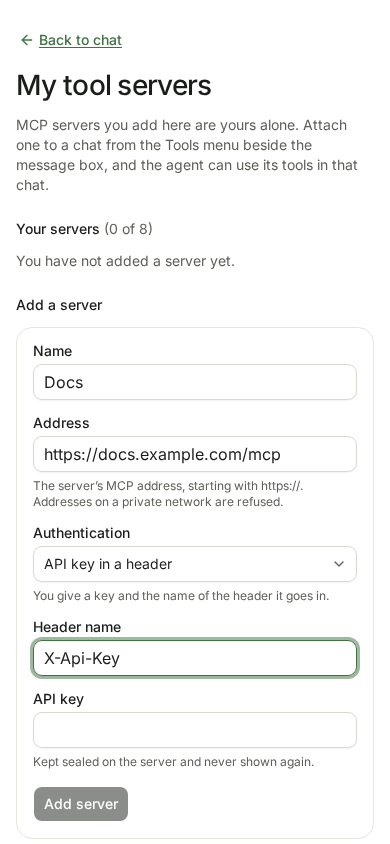 Back to chat
My tool servers
MCP servers you add here are yours alone. Attach
one to a chat from the Tools menu beside the
message box, and the agent can use its tools in that
chat.
Your servers (0 of 8)
You have not added a server yet.
Add a server
Name
Docs
Address
https://docs.example.com/mcp
The server’s MCP address, starting with https://.
Addresses on a private network are refused.
Authentication
API key in a header
You give a key and the name of the header it goes in.
Header name
X-Api-Key
API key
Kept sealed on the server and never shown again.
Add server